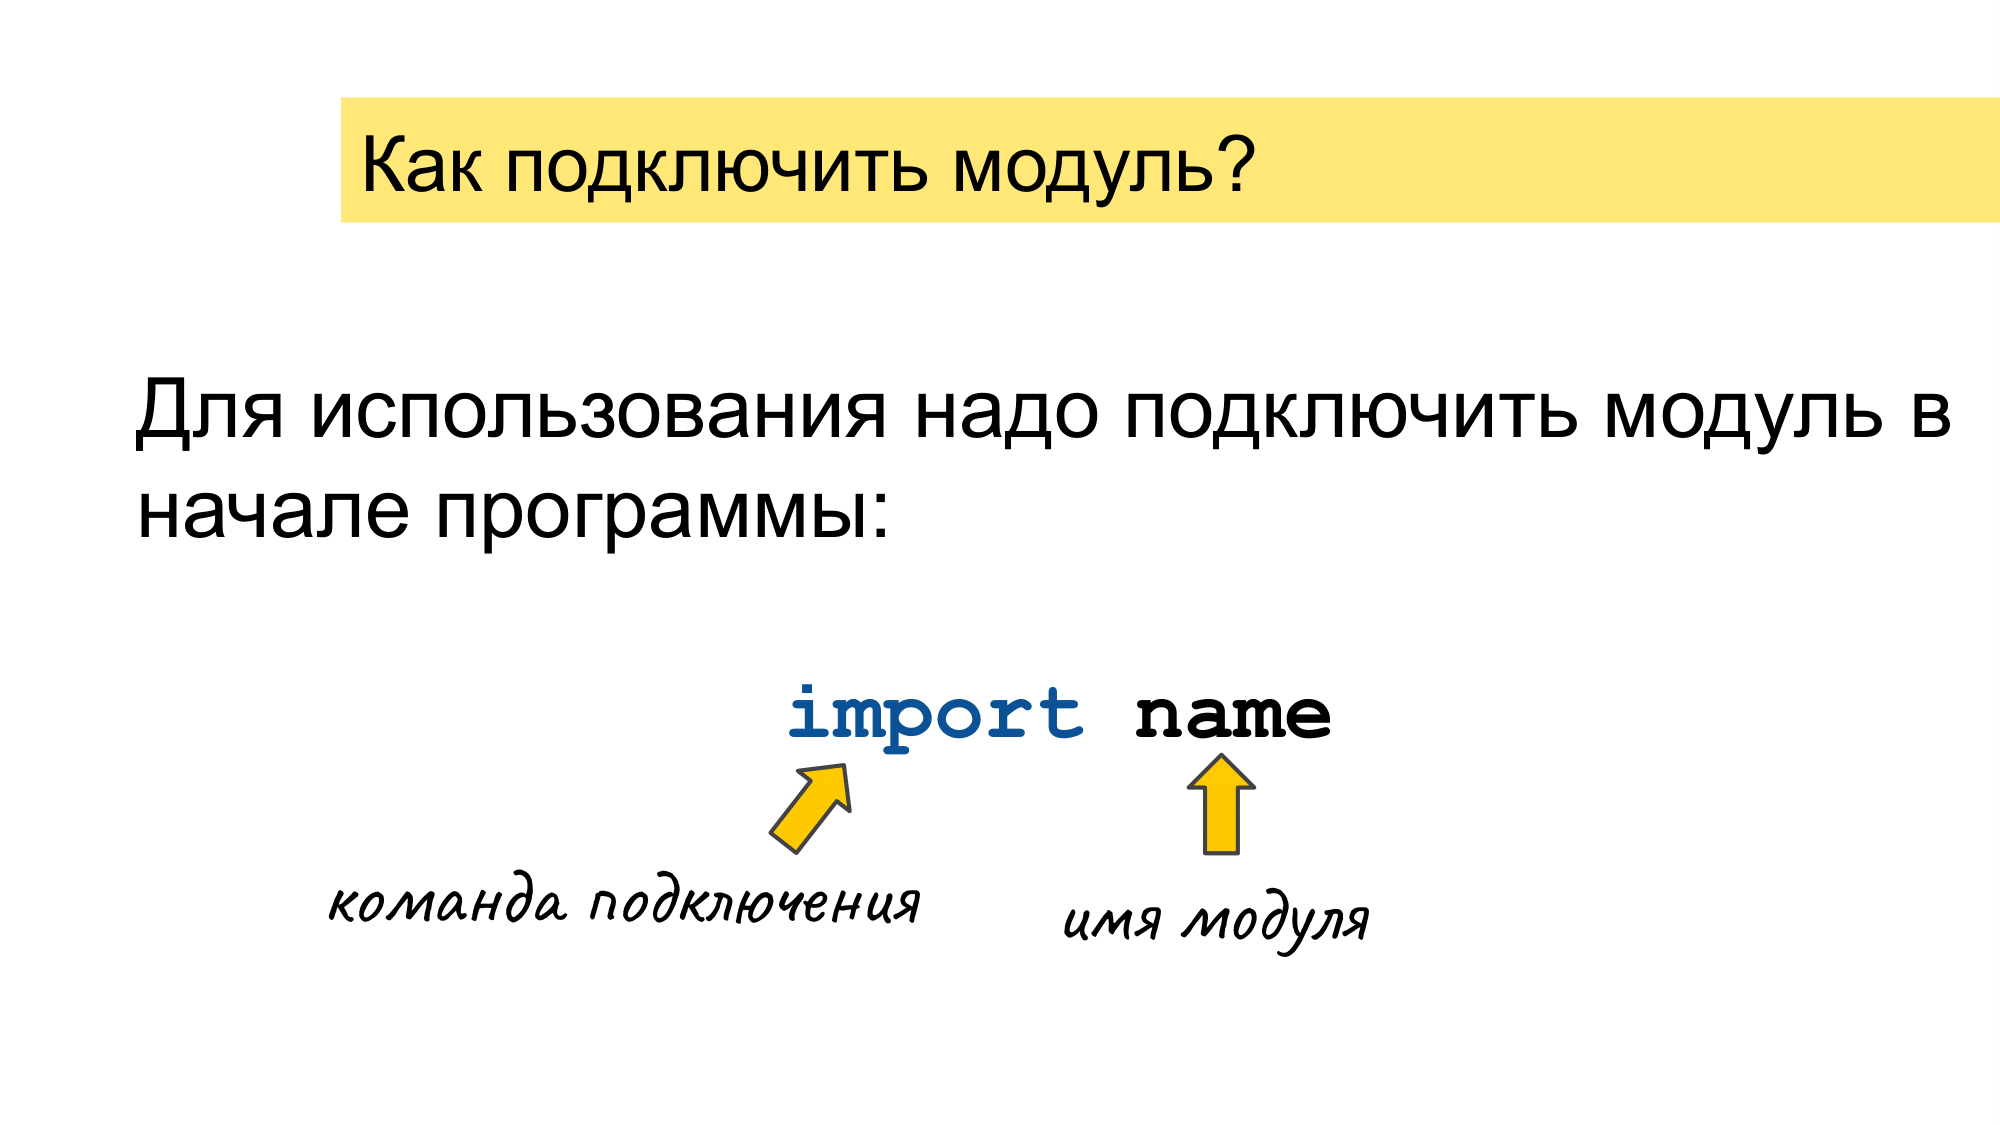 Как подключить модуль?
Для использования надо подключить модуль в
начале программы:
import name
команда подключения
имя модуля